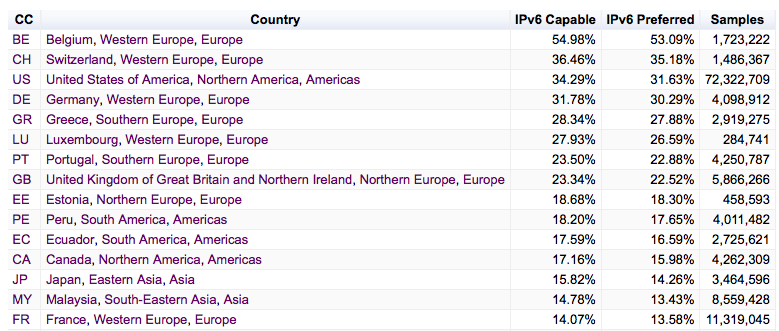 CC Country IPv6 Capable IPv6 Preferred Samples
BE Belgium, Western Europe, Europe 54.98% 53.09% 1,723,222
CH Switzerland, Western Europe, Europe 36.46% 35.18% 1,486,367
US United States of America, Northern America, Americas 34.29% 31.63% 72,322,709
DE Germany, Western Europe, Europe 31.78% 30.29% 4,098,912
GR Greece, Southern Europe, Europe 28.34% 27.88% 2,919,275
LU Luxembourg, Western Europe, Europe 27.93% 26.59% 284,741
PT Portugal, Southern Europe, Europe 23.50% 22.88% 4,250,787
GB United Kingdom of Great Britain and Northern Ireland, Northern Europe, Europe 23.34% 22.52% 5,866,266
EE Estonia, Northern Europe, Europe 18.68% 18.30% 458,593
PE Peru, South America, Americas 18.20% 17.65% 4,011,482
EC Ecuador, South America, Americas 17.59% 16.59% 2,725,621
CA Canada, Northern America, Americas 17.16% 15.98% 4,262,309
JP Japan, Eastern Asia, Asia 15.82% 14.26% 3,464,596
MY Malaysia, South-Eastern Asia, Asia 14.78% 13.43% 8,559,428
FR France, Western Europe, Europe 14.07% 13.58% 11,319,045